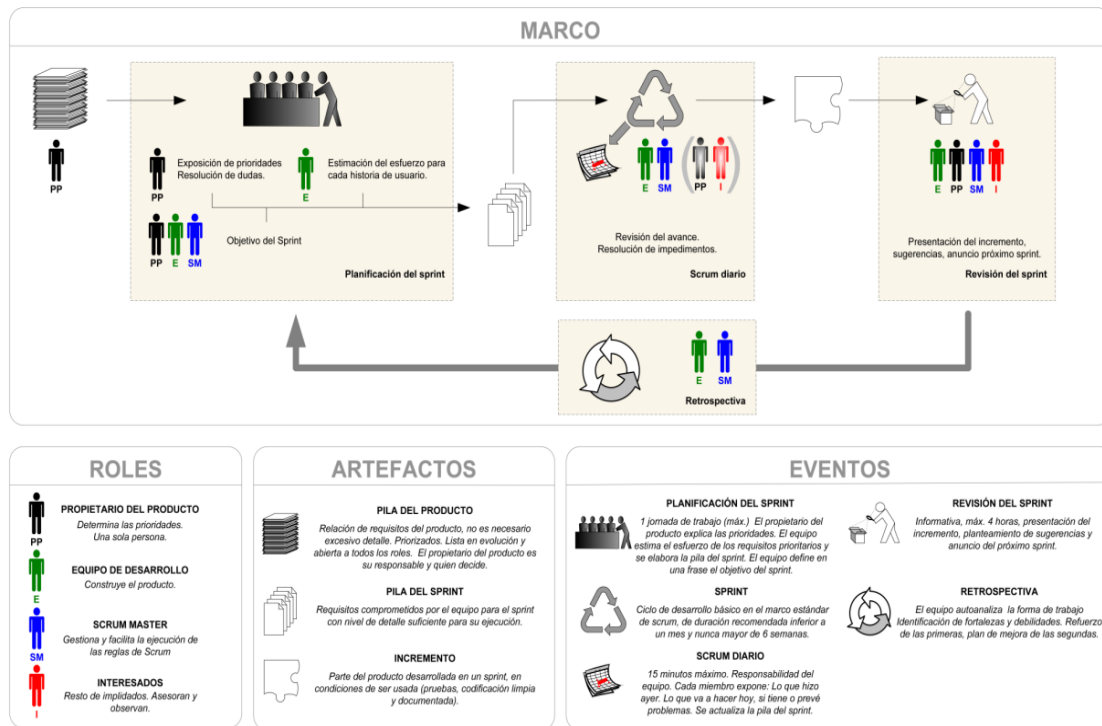 MARCO
PP
PP
Exposición de prioridades
Resolución de dudas.
E
Estimación del esfuerzo para
cada historia de usuario.
PP E SM
Objetivo del Sprint
Planificación del sprint
E SM PP I
Revisión del avance.
Resolución de impedimentos.
Scrum diario
E PP SM I
Presentación del incremento,
sugerencias, anuncio próximo sprint.
Revisión del sprint
E SM
Retrospectiva
ROLES
PROPIETARIO DEL PRODUCTO
Determina las prioridades.
Una sola persona.
PP
EQUIPO DE DESARROLLO
Construye el producto.
E
SCRUM MASTER
Gestiona y facilita la ejecución de
las reglas de Scrum
SM
INTERESADOS
Resto de implidados. Asesoran y
observan.
I
ARTEFACTOS
PILA DEL PRODUCTO
Relación de requisitos del producto, no es necesario
excesivo detalle. Priorizados. Lista en evolución y
abierta a todos los roles. El propietario del producto es
su responsable y quien decide.
PILA DEL SPRINT
Requisitos comprometidos por el equipo para el sprint
con nivel de detalle suficiente para su ejecución.
INCREMENTO
Parte del producto desarrollada en un sprint, en
condiciones de ser usada (pruebas, codificación limpia
y documentada).
EVENTOS
PLANIFICACIÓN DEL SPRINT
1 jornada de trabajo (máx.) El propietario del
producto explica las prioridades. El equipo
estima el esfuerzo de los requisitos prioritarios y
se elabora la pila del sprint. El equipo define en
una frase el objetivo del sprint.
SPRINT
Ciclo de desarrollo básico en el marco estándar
de scrum, de duración recomendada inferior a
un mes y nunca mayor de 6 semanas.
SCRUM DIARIO
15 minutos máximo. Responsabilidad del
equipo. Cada miembro expone: Lo que hizo
ayer. Lo que va a hacer hoy, si tiene o prevé
problemas. Se actualiza la pila del sprint.
REVISIÓN DEL SPRINT
Informativa, máx. 4 horas, presentación del
incremento, planteamiento de sugerencias y
anuncio del próximo sprint.
RETROSPECTIVA
El equipo autoanaliza la forma de trabajo
Identificación de fortalezas y debilidades. Refuerzo
de las primeras, plan de mejora de las segundas.